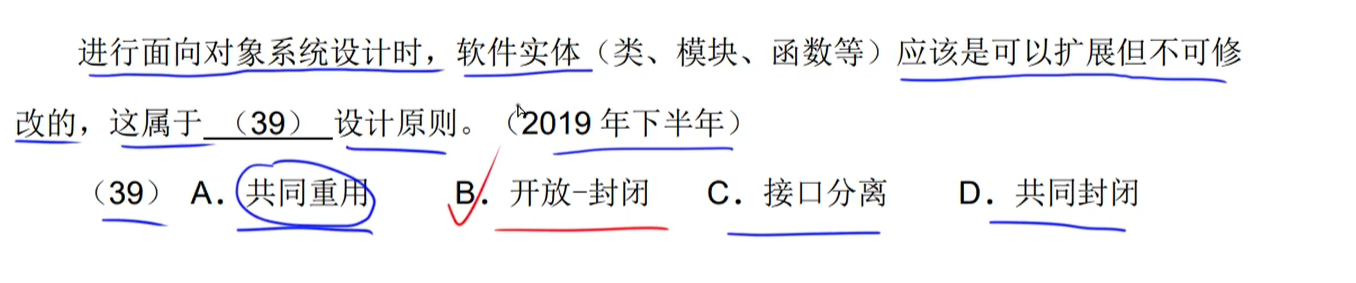 进行面向对象系统设计时，软件实体（类、模块、函数等）应该是可以扩展但不可修
改的，这属于 （39） 设计原则。（2019 年下半年）
（39） A．共同重用 B．开放-封闭 C．接口分离 D．共同封闭